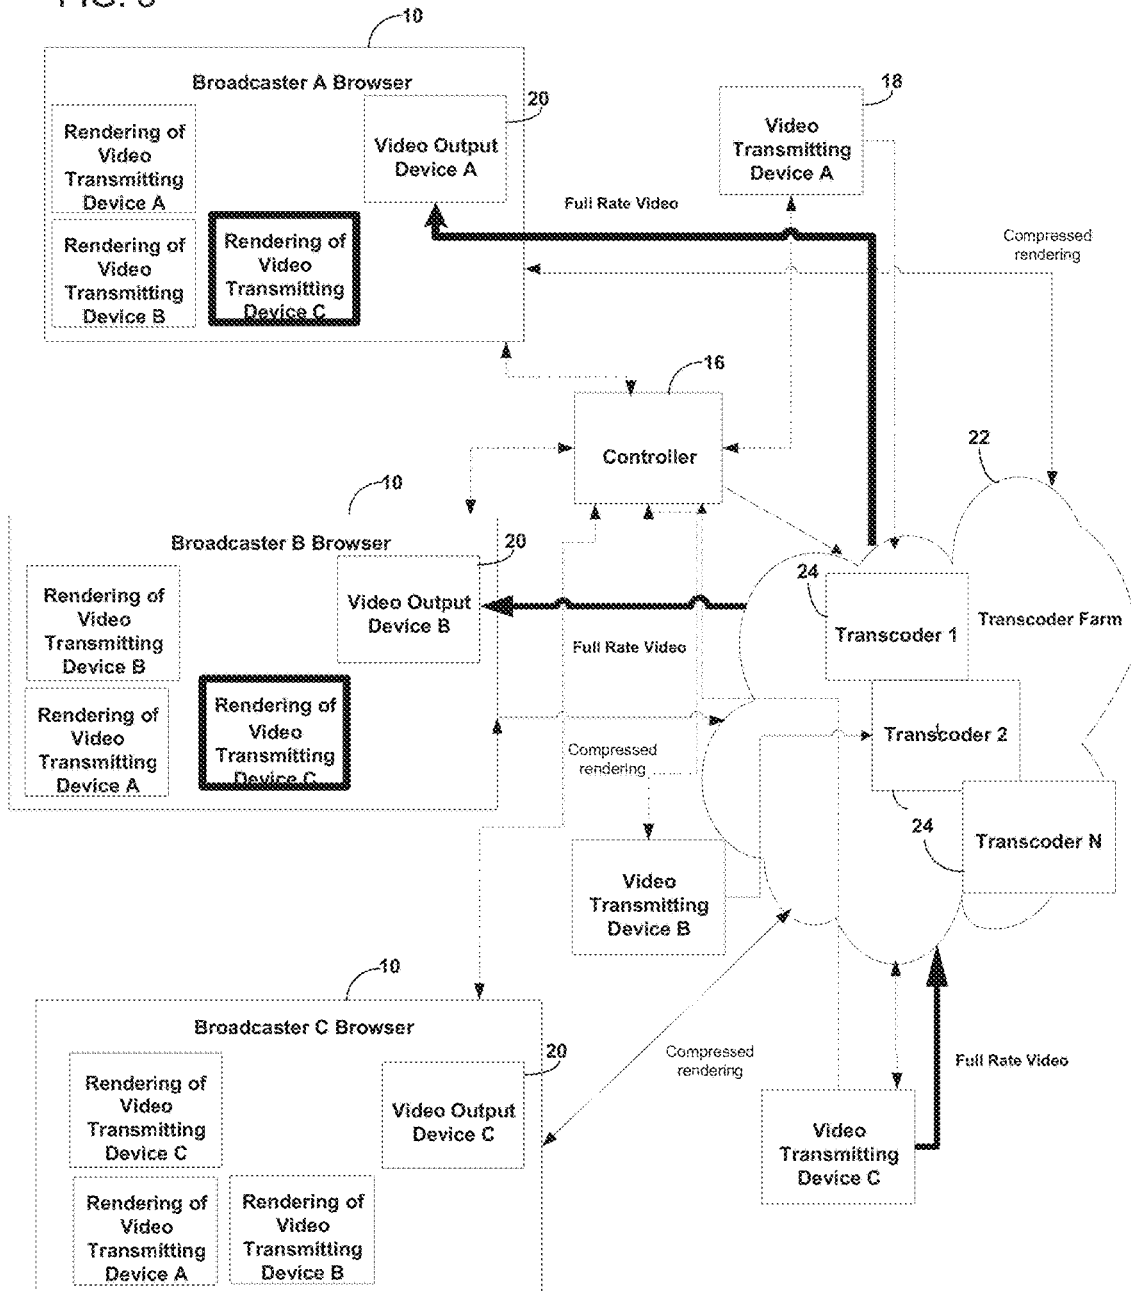 10
Broadcaster A Browser
20
18
Rendering of
Video
Transmitting
Device A
Video Output
Device A
Video
Transmitting
Device A
Full Rate Video
Rendering of
Video
Transmitting
Device B
Rendering of
Video
Transmitting
Device C
Compressed
rendering
16
Controller
22
10
Broadcaster B Browser
20
24
Rendering of
Video
Transmitting
Device B
Video Output
Device B
Transcoder 1
Transcoder Farm
Full Rate Video
Rendering of
Video
Transmitting
Device A
Rendering of
Video
Transmitting
Device C
Compressed
rendering
Transcoder 2
24
Transcoder N
Video
Transmitting
Device B
10
Broadcaster C Browser
20
Compressed
rendering
Full Rate Video
Rendering of
Video
Transmitting
Device C
Video Output
Device C
Video
Transmitting
Device C
Rendering of
Video
Transmitting
Device A
Rendering of
Video
Transmitting
Device B